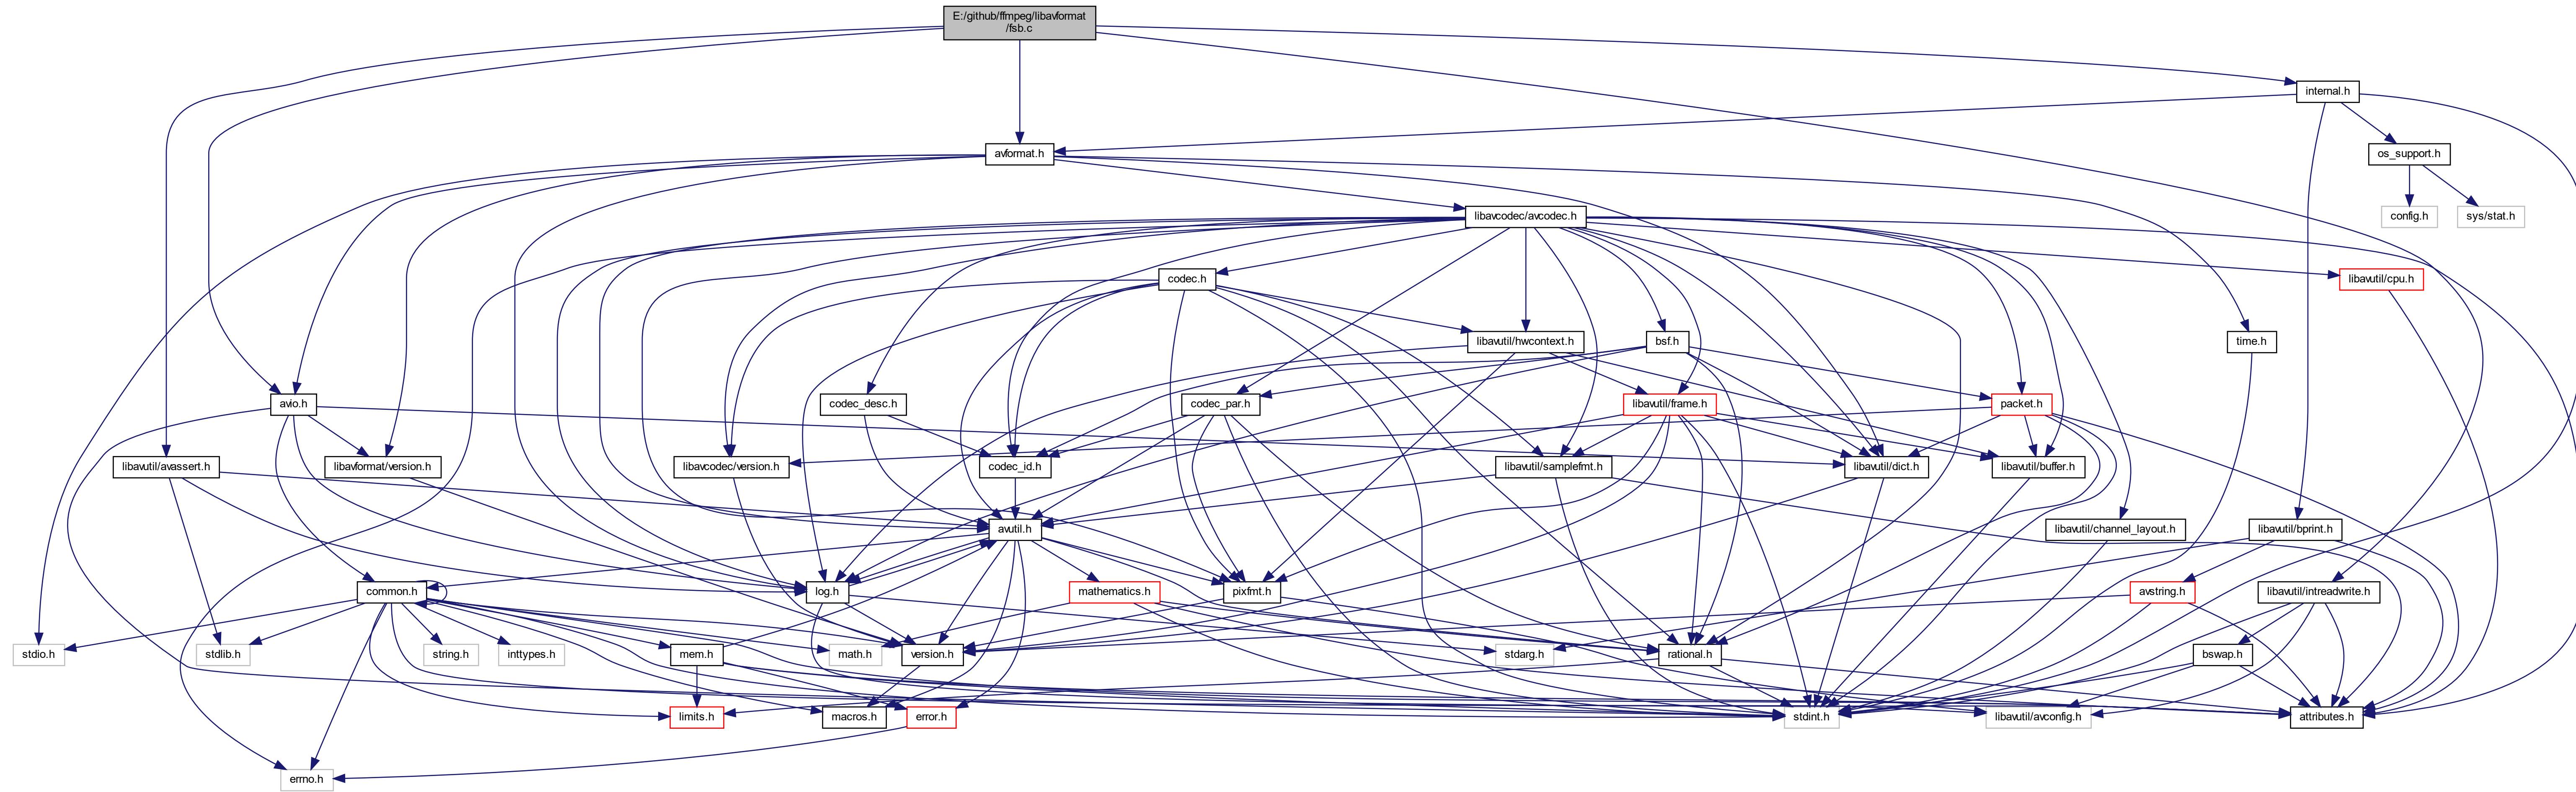 E:/github/ffmpeg/libavformat
/fsb.c
internal.h
avformat.h
os_support.h
libavcodec/avcodec.h
config.h
sys/stat.h
codec.h
libavutil/cpu.h
libavutil/hwcontext.h
bsf.h
time.h
avio.h
codec_desc.h
codec_par.h
libavutil/frame.h
packet.h
libavutil/avassert.h
libavformat/version.h
libavcodec/version.h
codec_id.h
libavutil/samplefmt.h
libavutil/dict.h
libavutil/buffer.h
avutil.h
libavutil/channel_layout.h
libavutil/bprint.h
common.h
log.h
mathematics.h
pixfmt.h
avstring.h
libavutil/intreadwrite.h
stdio.h
stdlib.h
string.h
inttypes.h
mem.h
math.h
version.h
stdarg.h
rational.h
bswap.h
limits.h
macros.h
error.h
stdint.h
libavutil/avconfig.h
attributes.h
errno.h